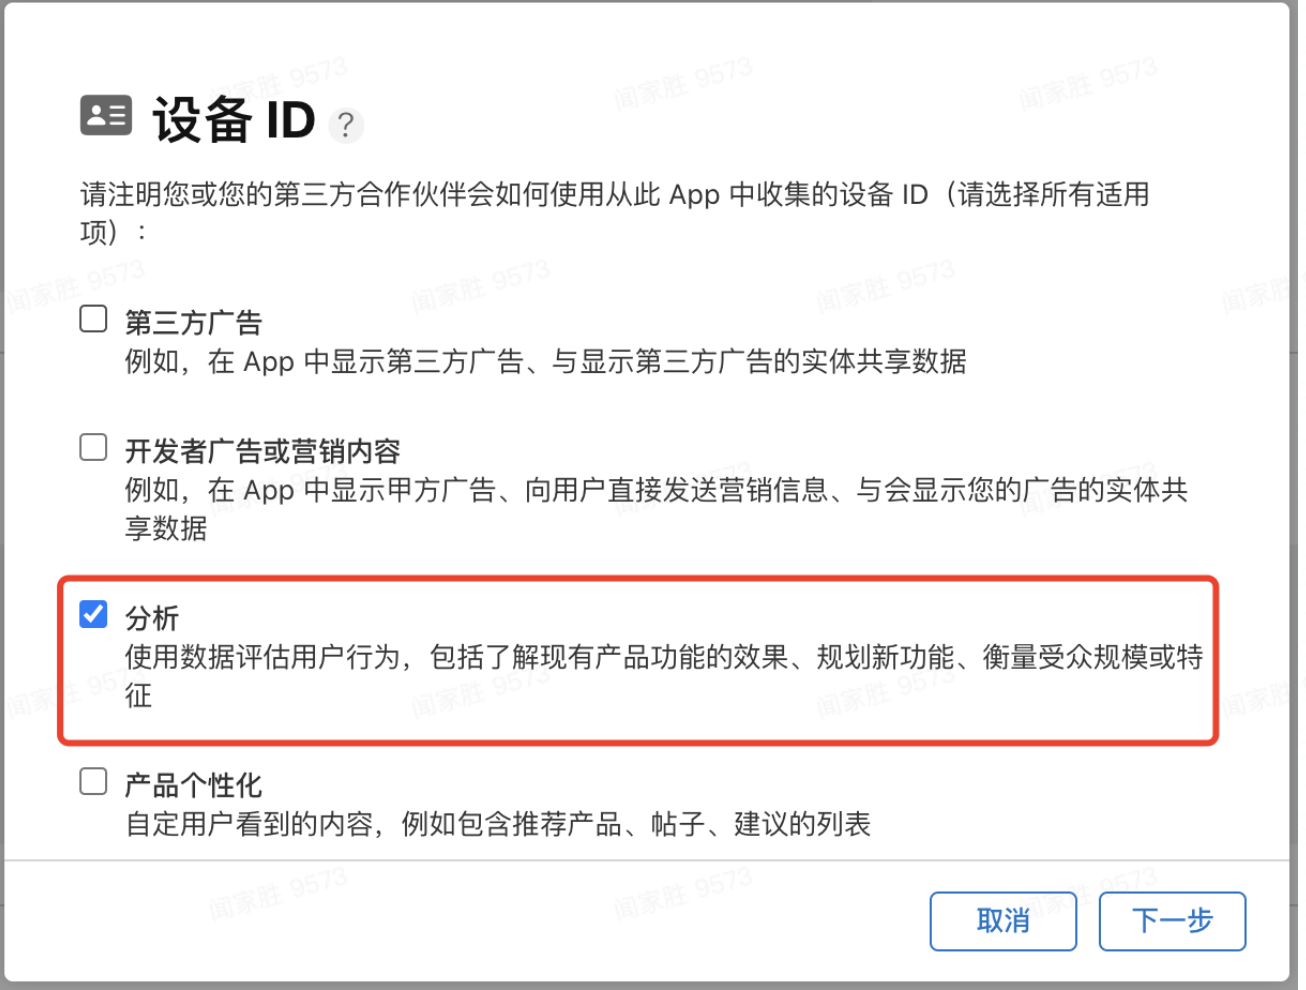 设备 ID ?
请注明您或您的第三方合作伙伴会如何使用从此 App 中收集的设备 ID（请选择所有适用
项）：
第三方广告
例如，在 App 中显示第三方广告、与显示第三方广告的实体共享数据
开发者广告或营销内容
例如，在 App 中显示甲方广告、向用户直接发送营销信息、与会显示您的广告的实体共
享数据
分析
使用数据评估用户行为，包括了解现有产品功能的效果、规划新功能、衡量受众规模或特
征
产品个性化
自定用户看到的内容，例如包含推荐产品、帖子、建议的列表
取消
下一步
闻家胜 9573